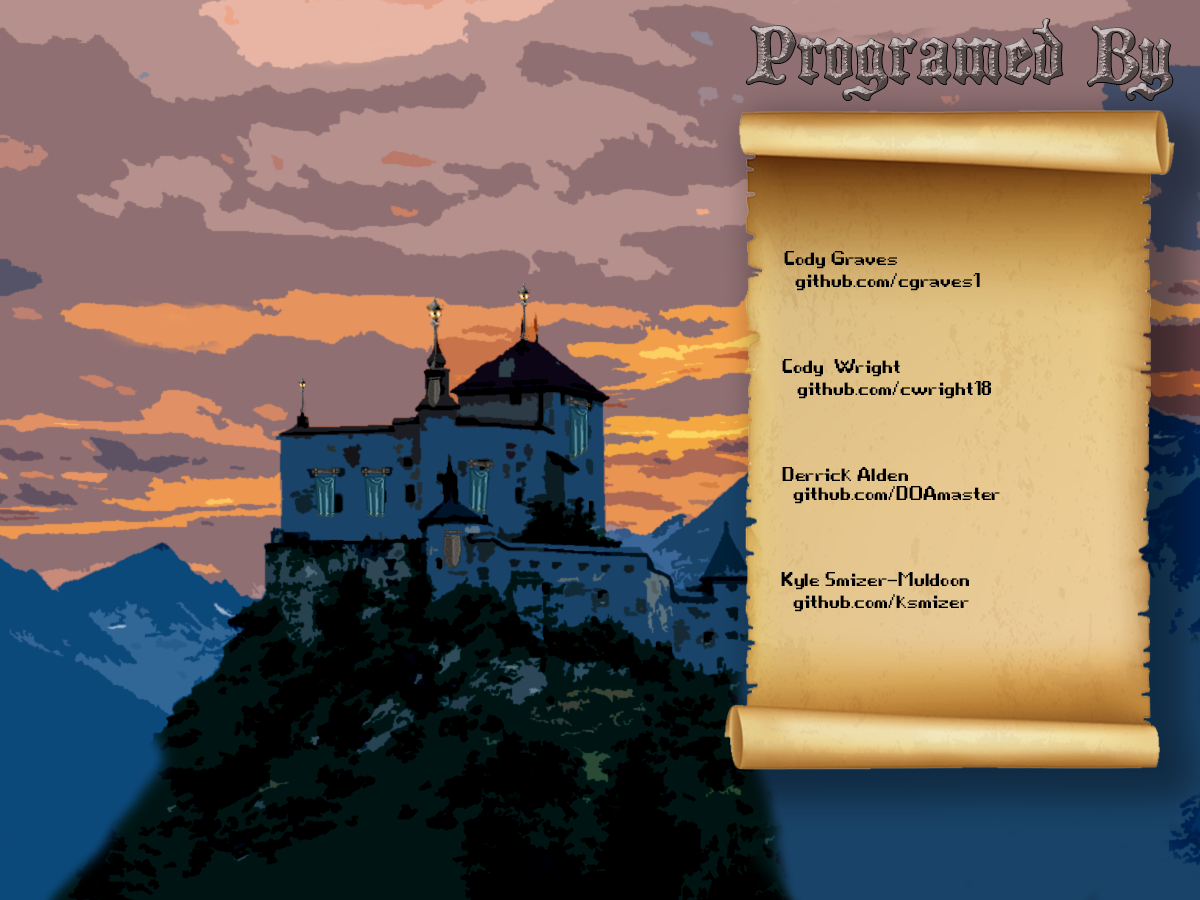 Programed By
Cody Graves
github.com/cgraves1
Cody Wright
github.com/cwright18
Derrick Alden
github.com/DOAmaster
Kyle Smizer-Muldoon
github.com/ksmizer